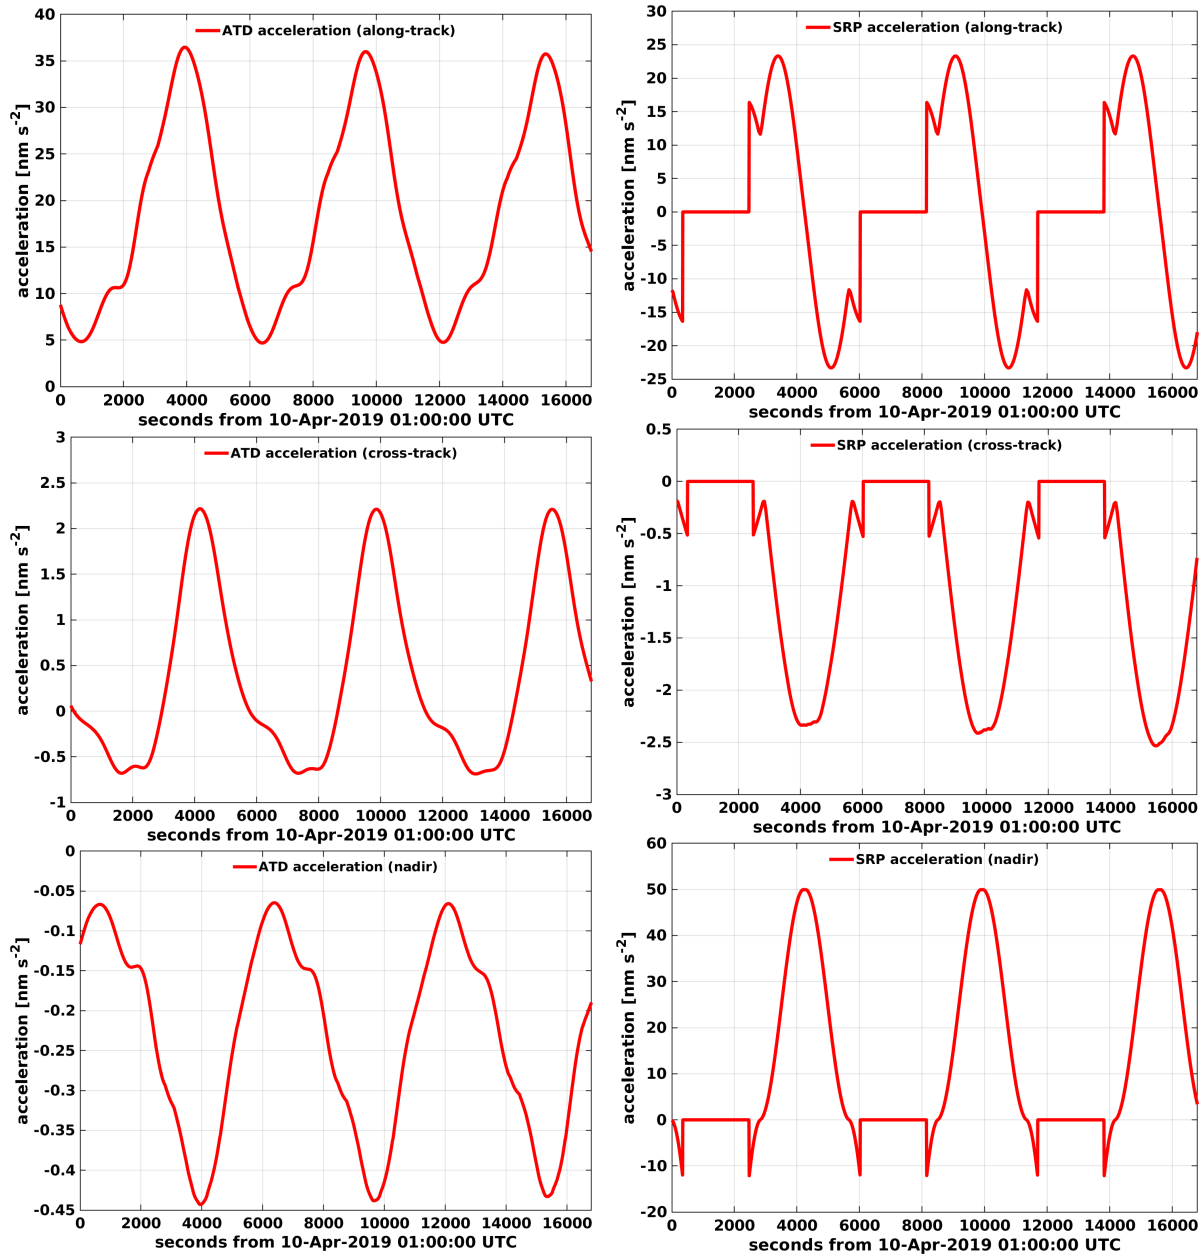 ATD acceleration (along-track)
acceleration [nm s-2]
40
35
30
25
20
15
10
5
0
0 2000 4000 6000 8000 10000 12000 14000 16000
seconds from 10-Apr-2019 01:00:00 UTC
SRP acceleration (along-track)
acceleration [nm s-2]
30
25
20
15
10
5
0
-5
-10
-15
-20
-25
0 2000 4000 6000 8000 10000 12000 14000 16000
seconds from 10-Apr-2019 01:00:00 UTC
ATD acceleration (cross-track)
acceleration [nm s-2]
3
2.5
2
1.5
1
0.5
0
-0.5
-1
0 2000 4000 6000 8000 10000 12000 14000 16000
seconds from 10-Apr-2019 01:00:00 UTC
SRP acceleration (cross-track)
acceleration [nm s-2]
0.5
0
-0.5
-1
-1.5
-2
-2.5
-3
0 2000 4000 6000 8000 10000 12000 14000 16000
seconds from 10-Apr-2019 01:00:00 UTC
ATD acceleration (nadir)
acceleration [nm s-2]
0
-0.05
-0.1
-0.15
-0.2
-0.25
-0.3
-0.35
-0.4
-0.45
0 2000 4000 6000 8000 10000 12000 14000 16000
seconds from 10-Apr-2019 01:00:00 UTC
SRP acceleration (nadir)
acceleration [nm s-2]
60
50
40
30
20
10
0
-10
-20
0 2000 4000 6000 8000 10000 12000 14000 16000
seconds from 10-Apr-2019 01:00:00 UTC